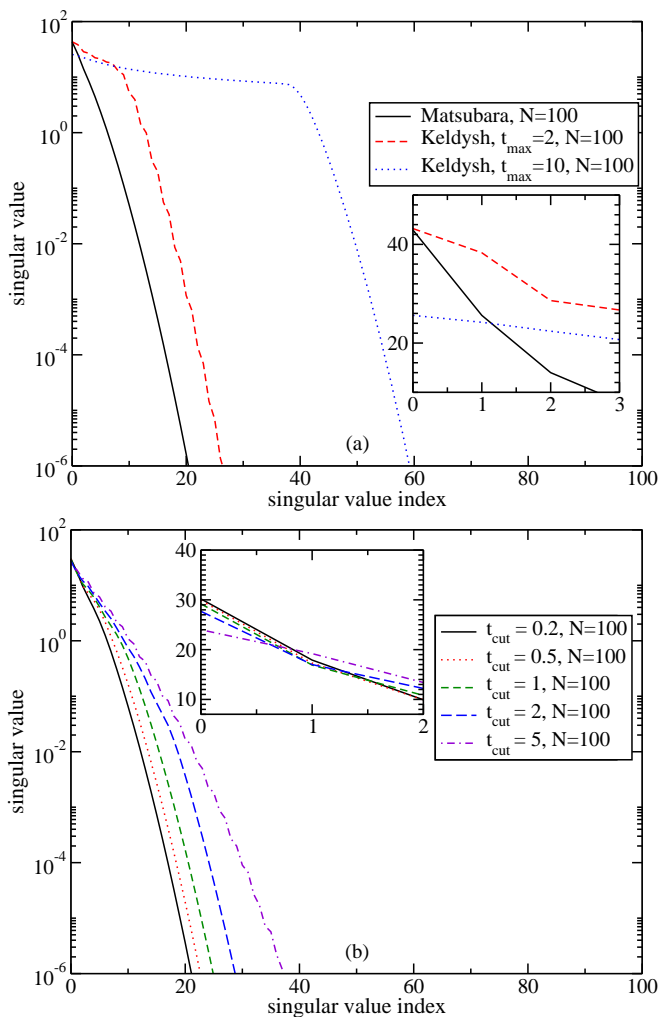 10^2
10^0
10^-2
10^-4
10^-6
singular value
Matsubara, N=100
Keldysh, t_max=2, N=100
Keldysh, t_max=10, N=100
40
20
0 1 2 3
(a)
0 20 40 60 80 100
singular value index
10^2
10^0
10^-2
10^-4
10^-6
singular value
40
30
20
10
0 1 2
t_cut = 0.2, N=100
t_cut = 0.5, N=100
t_cut = 1, N=100
t_cut = 2, N=100
t_cut = 5, N=100
(b)
0 20 40 60 80 100
singular value index